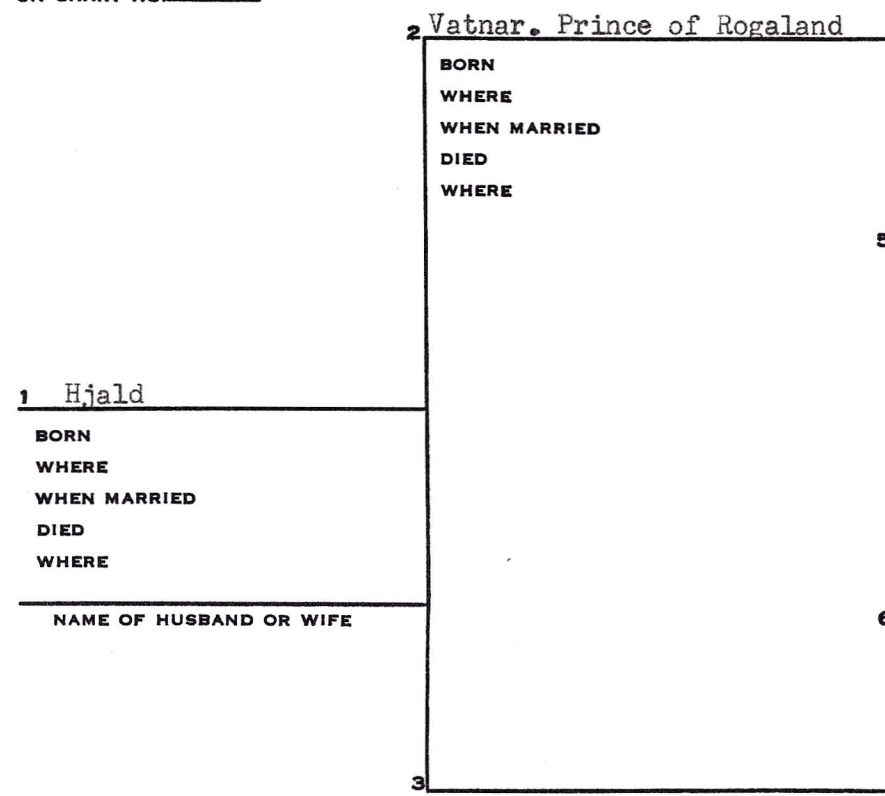 2 Vatnar. Prince of Rogaland
BORN
WHERE
WHEN MARRIED
DIED
WHERE
5
1 Hjald
BORN
WHERE
WHEN MARRIED
DIED
WHERE
NAME OF HUSBAND OR WIFE
6
3